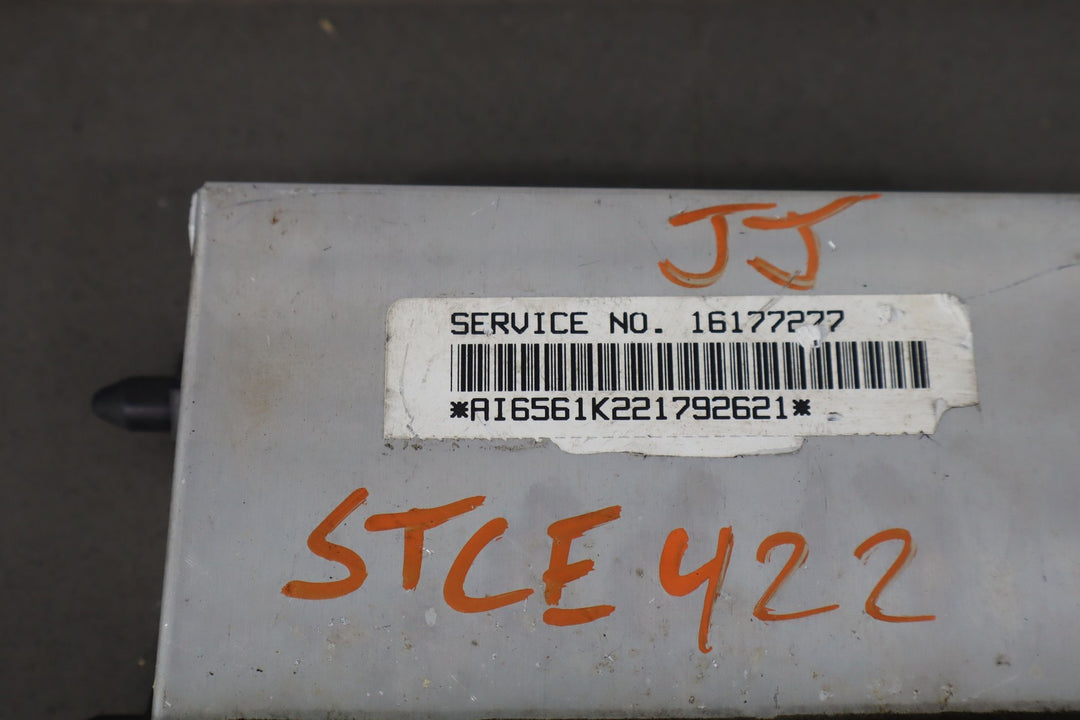 JJ
SERVICE NO. 16177277
*AI6561K221792621*
STCE422